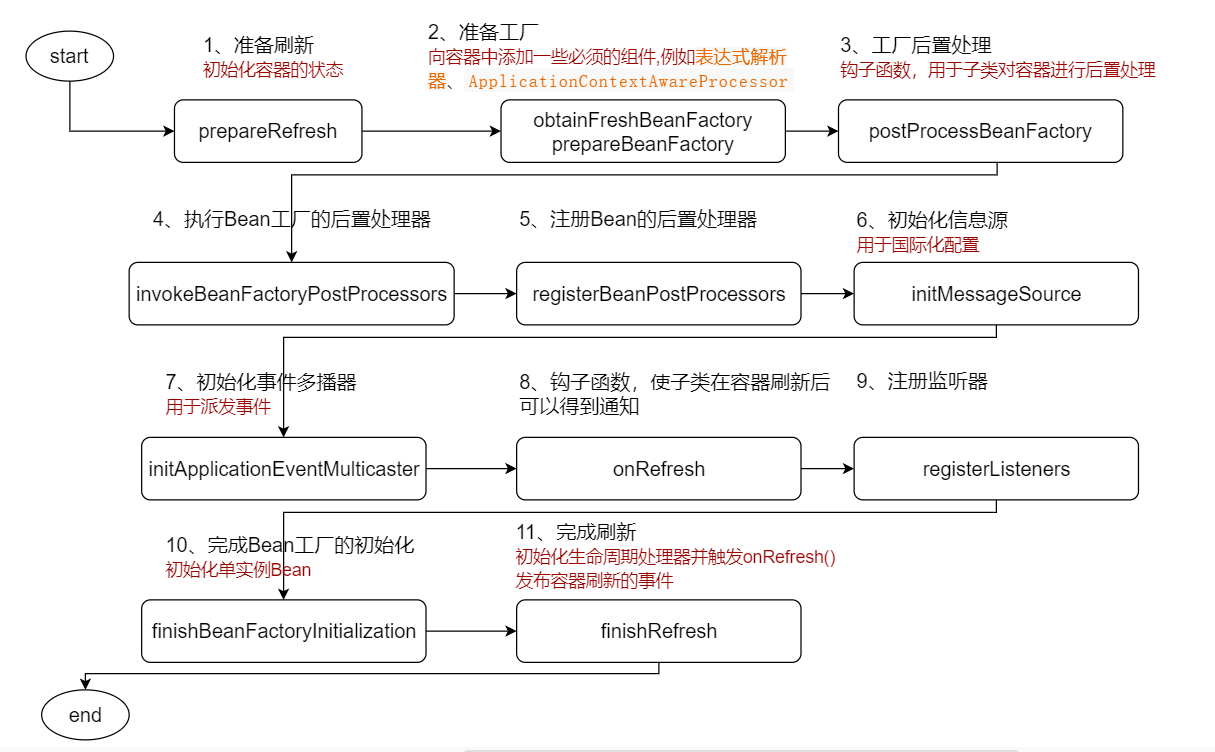 start
1、准备刷新
初始化容器的状态
prepareRefresh
2、准备工厂
向容器中添加一些必须的组件,例如表达式解析
器、 ApplicationContextAwareProcessor
obtainFreshBeanFactory
prepareBeanFactory
3、工厂后置处理
钩子函数，用于子类对容器进行后置处理
postProcessBeanFactory
4、执行Bean工厂的后置处理器
invokeBeanFactoryPostProcessors
5、注册Bean的后置处理器
registerBeanPostProcessors
6、初始化信息源
用于国际化配置
initMessageSource
7、初始化事件多播器
用于派发事件
initApplicationEventMulticaster
8、钩子函数，使子类在容器刷新后
可以得到通知
onRefresh
9、注册监听器
registerListeners
10、完成Bean工厂的初始化
初始化单实例Bean
finishBeanFactoryInitialization
11、完成刷新
初始化生命周期处理器并触发onRefresh()
发布容器刷新的事件
finishRefresh
end